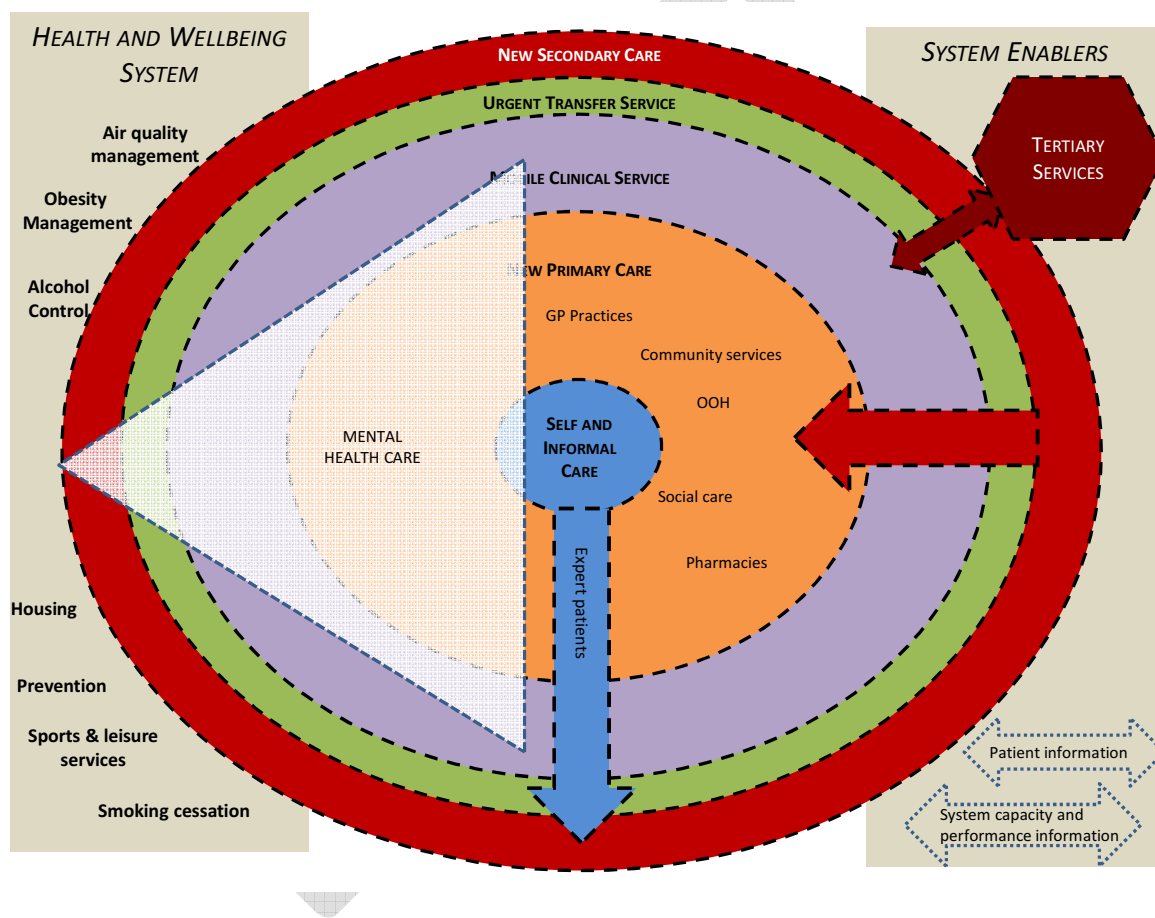 HEALTH AND WELLBEING
SYSTEM
Air quality
management
Obesity
Management
Alcohol
Control
Housing
Prevention
Sports & leisure
services
Smoking cessation
NEW SECONDARY CARE
URGENT TRANSFER SERVICE
MOBILE CLINICAL SERVICE
NEW PRIMARY CARE
GP Practices
Community services
OOH
MENTAL
HEALTH CARE
SELF AND
INFORMAL
CARE
Social care
Pharmacies
Expert patients
SYSTEM ENABLERS
TERTIARY
SERVICES
Patient information
System capacity and
performance information